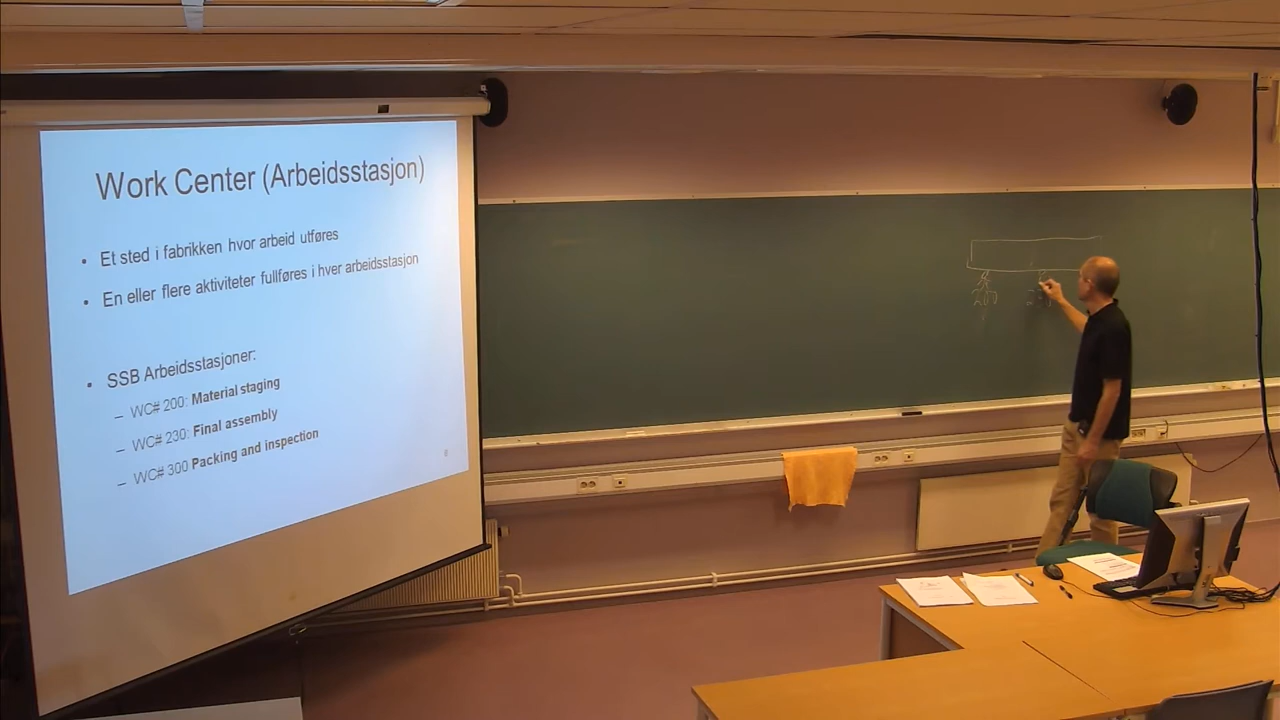 Work Center (Arbeidsstasjon)
• Et sted i fabrikken hvor arbeid utføres
• En eller flere aktiviteter fullføres i hver arbeidsstasjon
• SSB Arbeidsstasjoner:
– WC# 200: Material staging
– WC# 230: Final assembly
– WC# 300 Packing and inspection
200